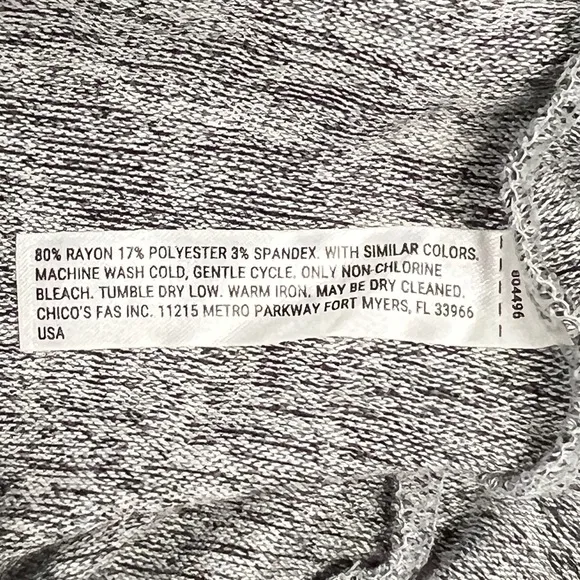 80% RAYON 17% POLYESTER 3% SPANDEX. WITH SIMILAR COLORS.
MACHINE WASH COLD, GENTLE CYCLE. ONLY NON-CHLORINE
BLEACH. TUMBLE DRY LOW. WARM IRON. MAY BE DRY CLEANED.
CHICO'S FAS INC. 11215 METRO PARKWAY FORT MYERS, FL 33966
USA
804496